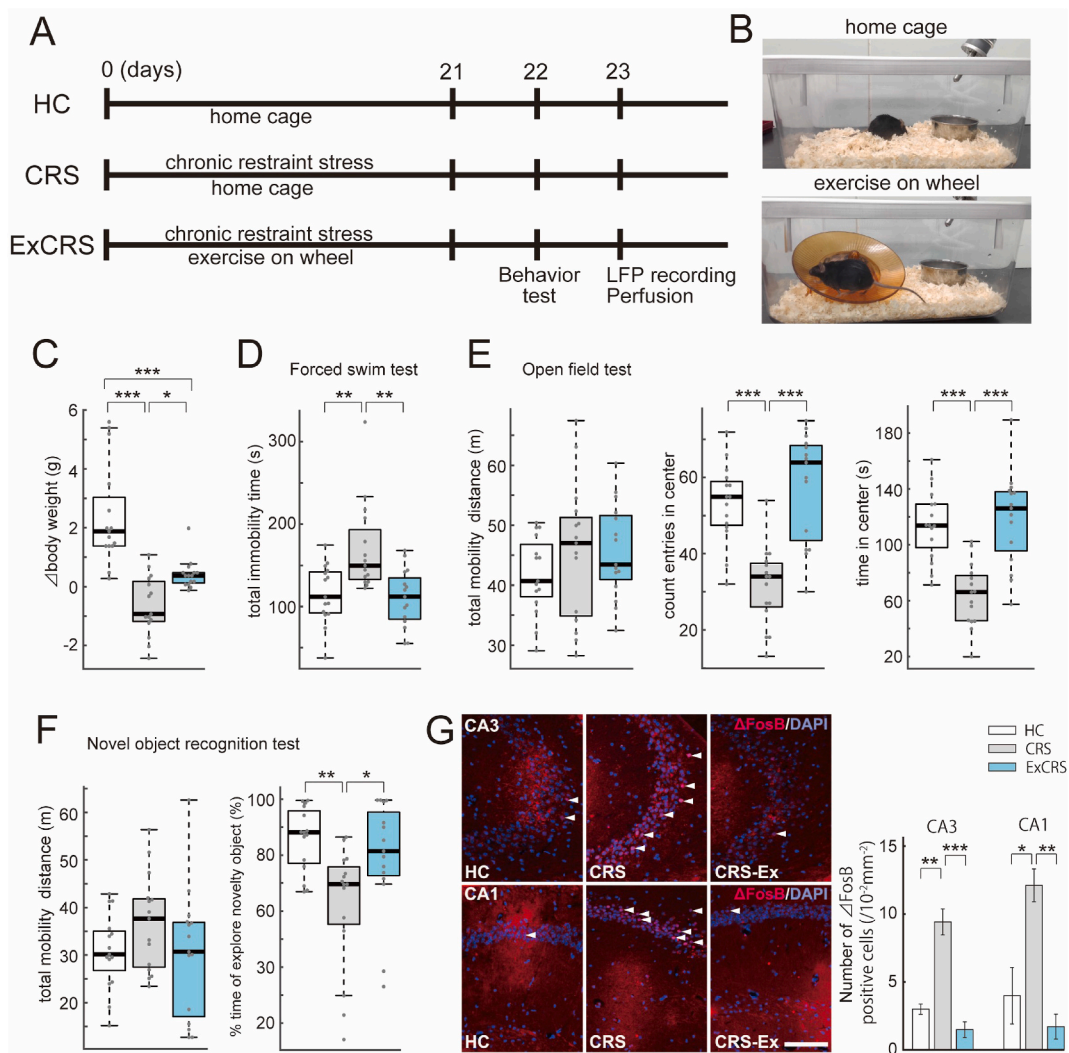 A
0 (days)
21
22
23
HC
home cage
CRS
chronic restraint stress
home cage
ExCRS
chronic restraint stress
exercise on wheel
Behavior
test
LFP recording
Perfusion
B
home cage
exercise on wheel
C
***
***
*
⊿body weight (g)
6
4
2
0
-2
D
Forced swim test
**
**
total immobility time (s)
300
200
100
E
Open field test
total mobility distance (m)
60
50
40
30
***
***
count entries in center
80
60
40
20
***
***
time in center (s)
180
140
100
60
20
F
Novel object recognition test
total mobility distance (m)
60
50
40
30
20
**
*
% time of explore novelty object (%)
100
80
60
40
20
20
G
CA3
ΔFosB/DAPI
HC
CRS
CRS-Ex
CA1
ΔFosB/DAPI
HC
CRS
CRS-Ex
HC
CRS
ExCRS
CA3
CA1
**
***
*
**
Number of ⊿FosB
positive cells (/10⁻²mm⁻²)
15
10
5
0